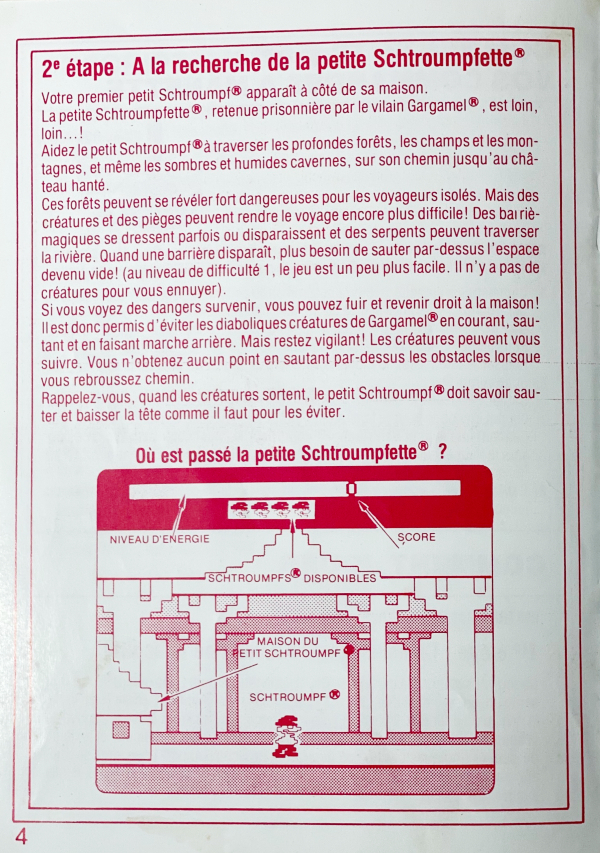 2e étape : A la recherche de la petite Schtroumpfette®
Votre premier petit Schtroumpf® apparaît à côté de sa maison.
La petite Schtroumpfette®, retenue prisonnière par le vilain Gargamel®, est loin,
loin...!
Aidez le petit Schtroumpf® à traverser les profondes forêts, les champs et les mon-
tagnes, et même les sombres et humides cavernes, sur son chemin jusqu'au châ-
teau hanté.
Ces forêts peuvent se révéler fort dangereuses pour les voyageurs isolés. Mais des
créatures et des pièges peuvent rendre le voyage encore plus difficile! Des
magiques se dressent parfois ou disparaissent et des serpents peuvent traverser
la rivière. Quand une barrière disparaît, plus besoin de sauter par-dessus l'espace
devenu vide! (au niveau de difficulté 1, le jeu est un peu plus facile. Il n'y a pas de
créatures pour vous ennuyer).
Si vous voyez des dangers survenir, vous pouvez fuir et revenir droit à la maison!
Il est donc permis d'éviter les diaboliques créatures de Gargamel® en courant, sau-
tant et en faisant marche arrière. Mais restez vigilant! Les créatures peuvent vous
suivre. Vous n'obtenez aucun point en sautant par-dessus les obstacles lorsque
vous rebroussez chemin.
Rappelez-vous, quand les créatures sortent, le petit Schtroumpf® doit savoir sau-
ter et baisser la tête comme il faut pour les éviter.
Où est passé la petite Schtroumpfette® ?
0
NIVEAU D'ENERGIE
SCORE
SCHTROUMPFS® DISPONIBLES
MAISON DU
PETIT SCHTROUMPF
SCHTROUMPF®
4